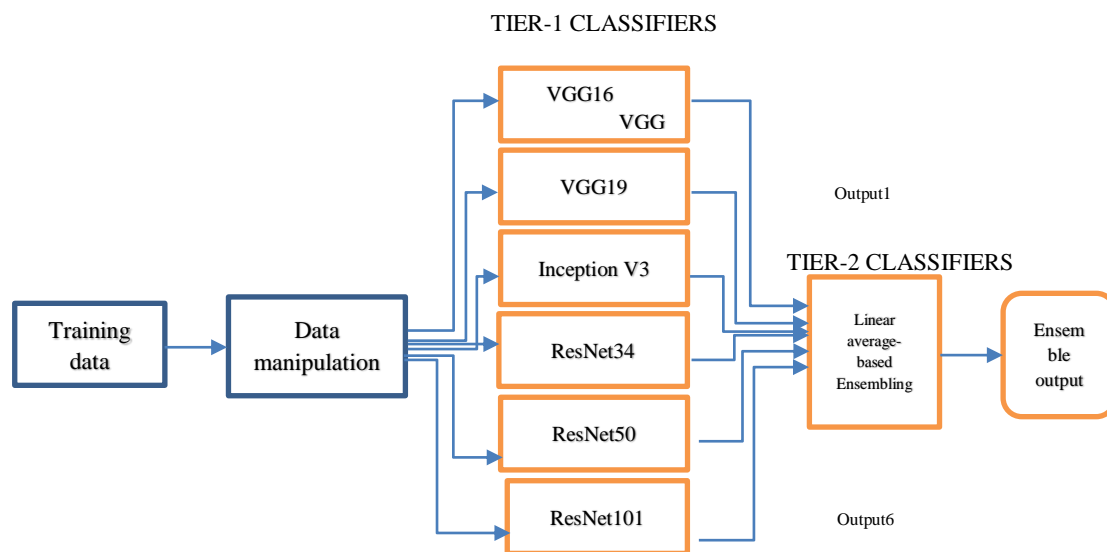 TIER-1 CLASSIFIERS
VGG16
VGG
VGG19
Output1
Inception V3
TIER-2 CLASSIFIERS
Training
data
Data
manipulation
ResNet34
Linear
average-
based
Ensembling
Ensem
ble
output
ResNet50
ResNet101
Output6